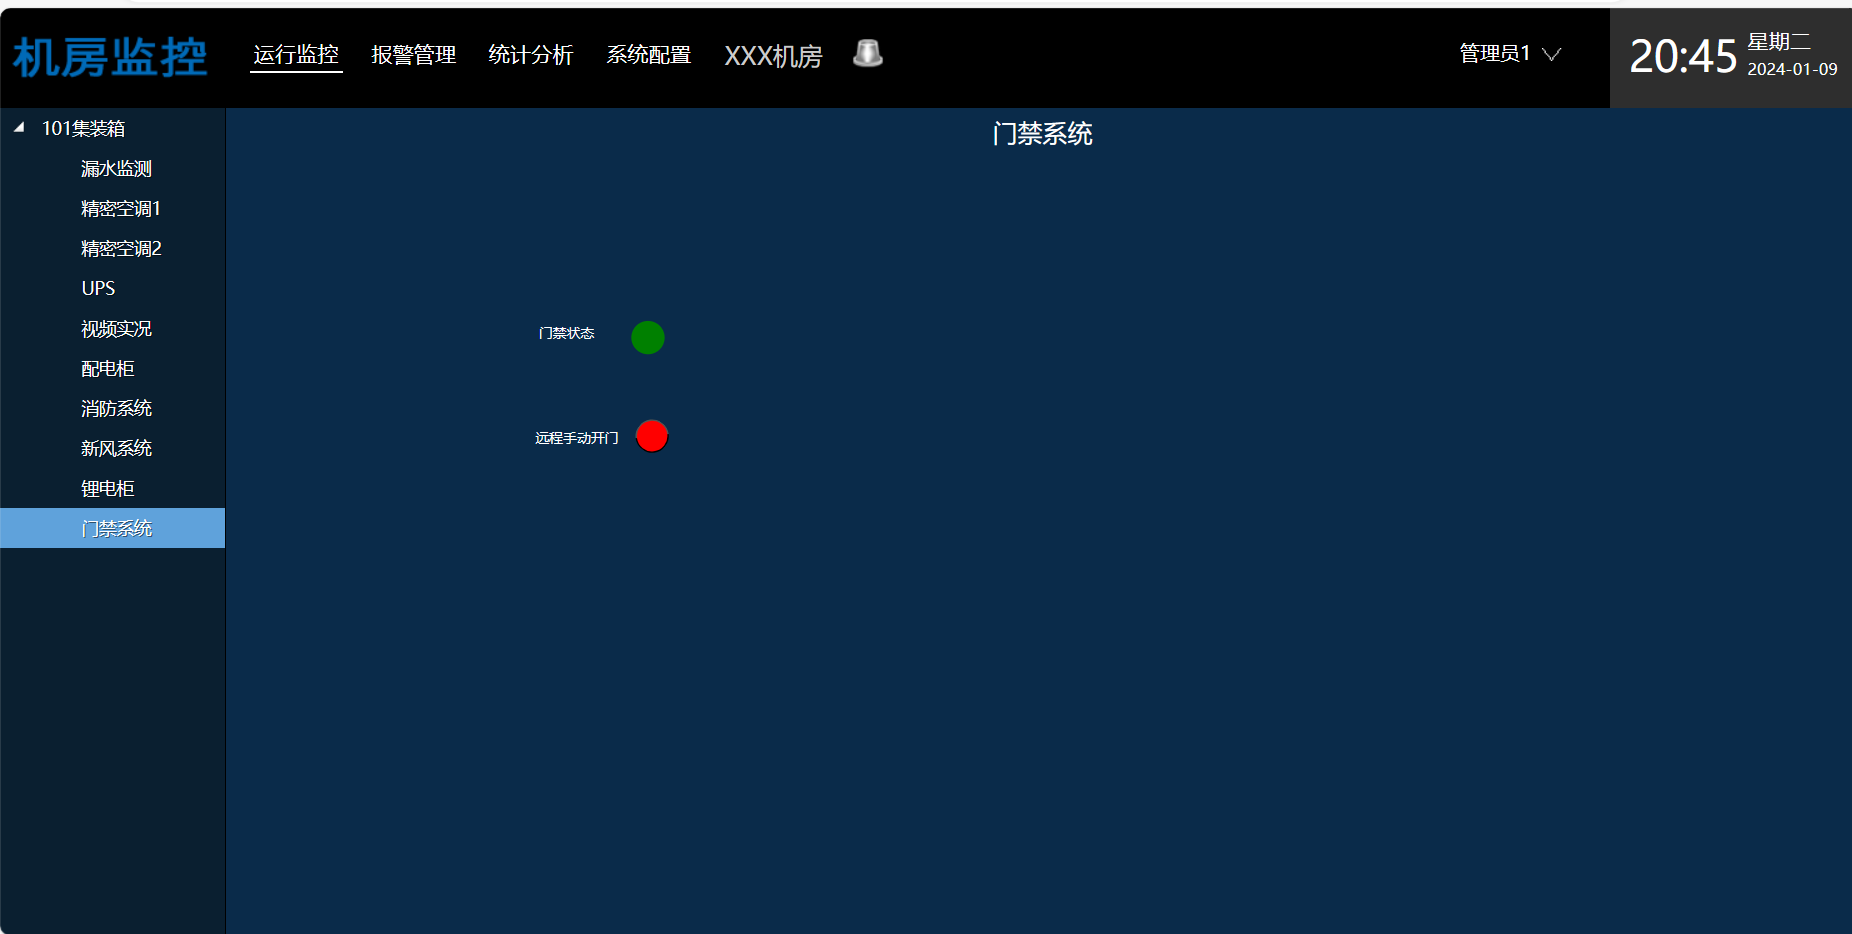 机房监控
运行监控 报警管理 统计分析 系统配置 XXX机房
管理员1
20:45
星期二
2024-01-09
101集装箱
漏水监测
精密空调1
精密空调2
UPS
视频实况
配电柜
消防系统
新风系统
锂电柜
门禁系统
门禁系统
门禁状态
远程手动开门